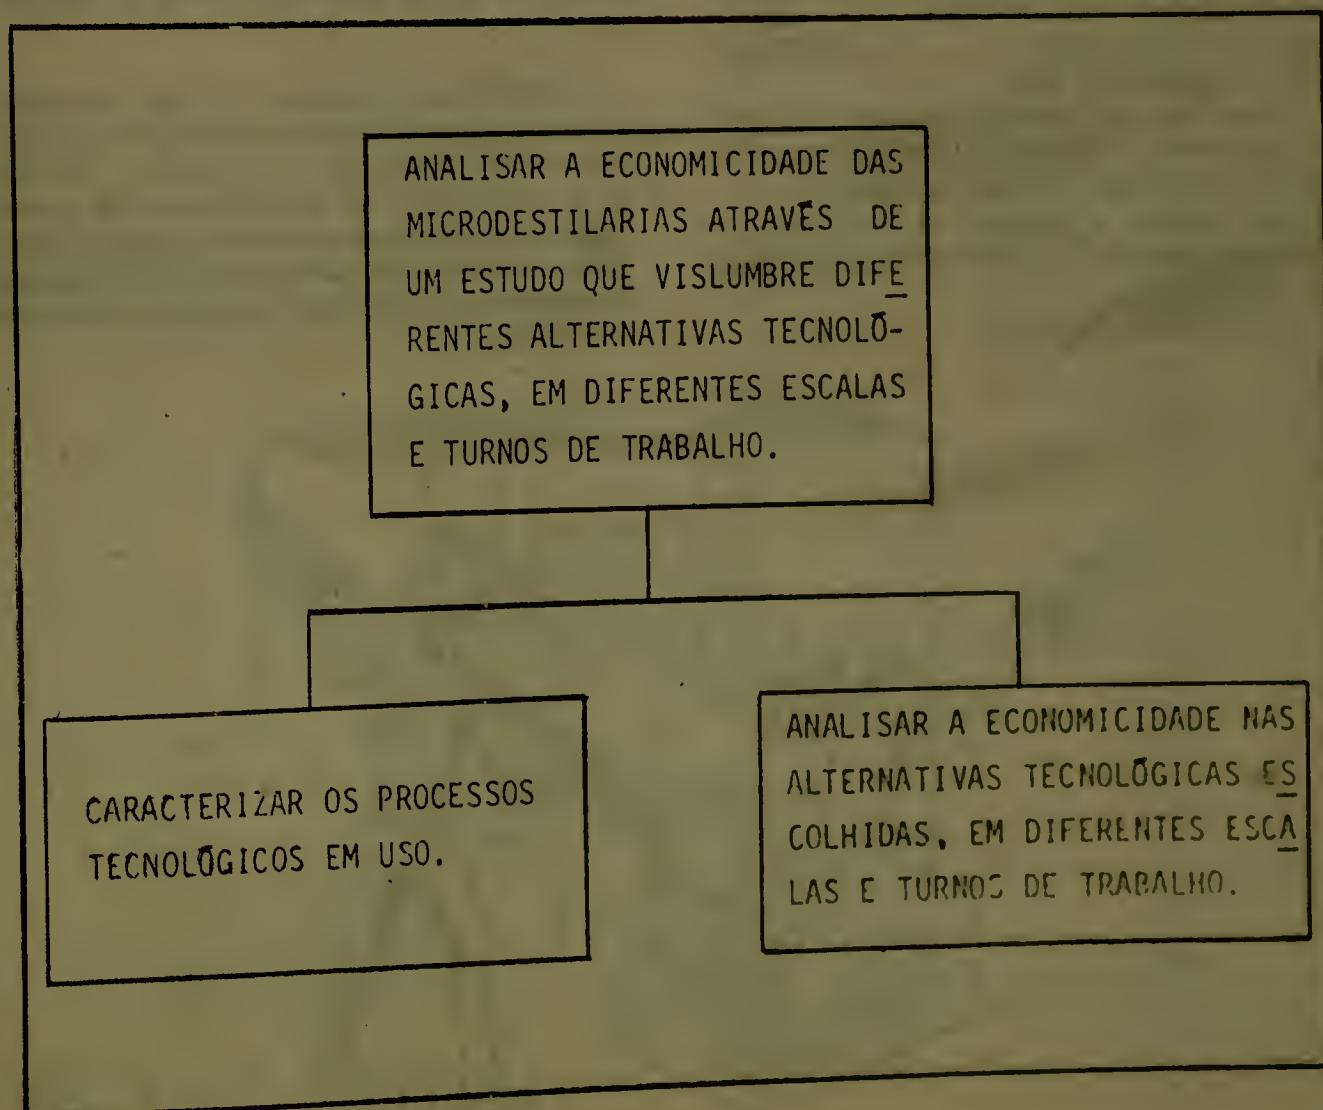 ANALISAR A ECONOMICIDADE DAS
MICRODESTILARIAS ATRAVÉS DE
UM ESTUDO QUE VISLUMBRE DIFE
RENTES ALTERNATIVAS TECNOLÓ-
GICAS, EM DIFERENTES ESCALAS
E TURNOS DE TRABALHO.
CARACTERIZAR OS PROCESSOS
TECNOLÓGICOS EM USO.
ANALISAR A ECONOMICIDADE NAS
ALTERNATIVAS TECNOLÓGICAS ES
COLHIDAS, EM DIFERENTES ESCA
LAS E TURNOS DE TRABALHO.